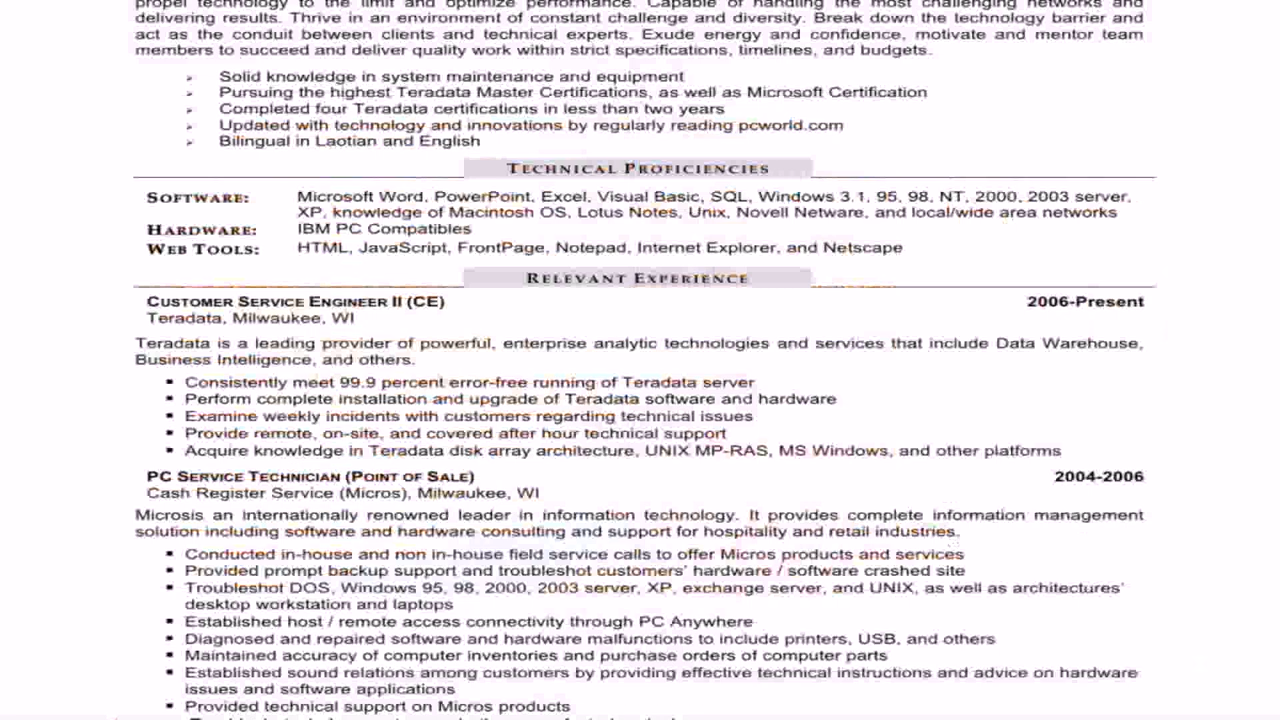 proper technology to the limit and optimize performance. Capable of handling the most challenging networks and
delivering results. Thrive in an environment of constant challenge and diversity. Break down the technology barrier and
act as the conduit between clients and technical experts. Exude energy and confidence, motivate and mentor team
members to succeed and deliver quality work within strict specifications, timelines, and budgets.
Solid knowledge in system maintenance and equipment
Pursuing the highest Teradata Master Certifications, as well as Microsoft Certification
Completed four Teradata certifications in less than two years
Updated with technology and innovations by regularly reading pcworld.com
Bilingual in Laotian and English
TECHNICAL PROFICIENCIES
SOFTWARE: Microsoft Word, PowerPoint, Excel, Visual Basic, SQL, Windows 3.1, 95, 98, NT, 2000, 2003 server,
XP, knowledge of Macintosh OS, Lotus Notes, Unix, Novell Netware, and local/wide area networks
HARDWARE: IBM PC Compatibles
WEB TOOLS: HTML, JavaScript, FrontPage, Notepad, Internet Explorer, and Netscape
RELEVANT EXPERIENCE
CUSTOMER SERVICE ENGINEER II (CE) 2006-Present
Teradata, Milwaukee, WI
Teradata is a leading provider of powerful, enterprise analytic technologies and services that include Data Warehouse,
Business Intelligence, and others.
▪ Consistently meet 99.9 percent error-free running of Teradata server
▪ Perform complete installation and upgrade of Teradata software and hardware
▪ Examine weekly incidents with customers regarding technical issues
▪ Provide remote, on-site, and covered after hour technical support
▪ Acquire knowledge in Teradata disk array architecture, UNIX MP-RAS, MS Windows, and other platforms
PC SERVICE TECHNICIAN (POINT OF SALE) 2004-2006
Cash Register Service (Micros), Milwaukee, WI
Microsis an internationally renowned leader in information technology. It provides complete information management
solution including software and hardware consulting and support for hospitality and retail industries.
▪ Conducted in-house and non in-house field service calls to offer Micros products and services
▪ Provided prompt backup support and troubleshot customers' hardware / software crashed site
▪ Troubleshot DOS, Windows 95, 98, 2000, 2003 server, XP, exchange server, and UNIX, as well as architectures'
desktop workstation and laptops
▪ Established host / remote access connectivity through PC Anywhere
▪ Diagnosed and repaired software and hardware malfunctions to include printers, USB, and others
▪ Maintained accuracy of computer inventories and purchase orders of computer parts
▪ Established sound relations among customers by providing effective technical instructions and advice on hardware
issues and software applications
▪ Provided technical support on Micros products